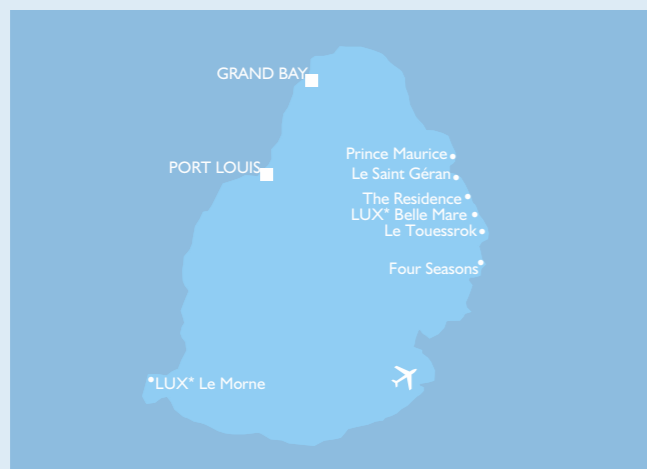 GRAND BAY
Prince Maurice
PORT LOUIS
Le Saint Géran
The Residence
LUX* Belle Mare
Le Touessrok
Four Seasons
LUX* Le Morne